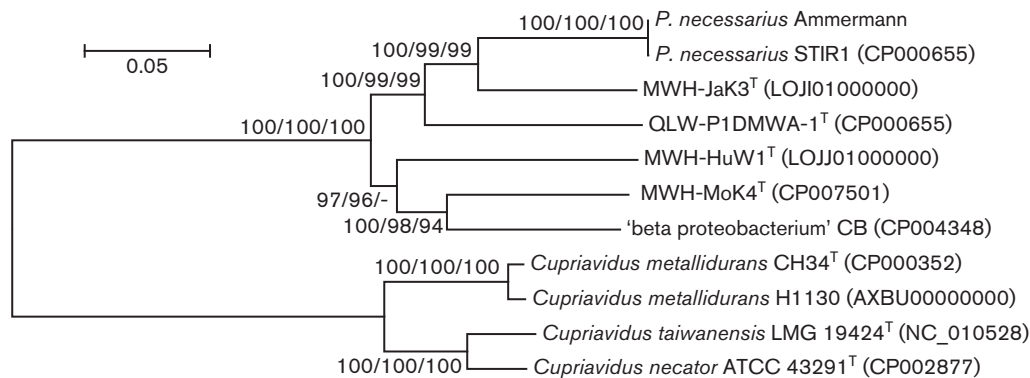 100/100/100 P. necessarius Ammermann
100/99/99 P. necessarius STIR1 (CP000655)
0.05
100/99/99 MWH-JaK3ᵀ (LOJI01000000)
100/100/100 QLW-P1DMWA-1ᵀ (CP000655)
MWH-HuW1ᵀ (LOJJ01000000)
97/96/- MWH-MoK4ᵀ (CP007501)
100/98/94 ‘beta proteobacterium’ CB (CP004348)
100/100/100 Cupriavidus metallidurans CH34ᵀ (CP000352)
Cupriavidus metallidurans H1130 (AXBU00000000)
Cupriavidus taiwanensis LMG 19424ᵀ (NC_010528)
100/100/100 Cupriavidus necator ATCC 43291ᵀ (CP002877)